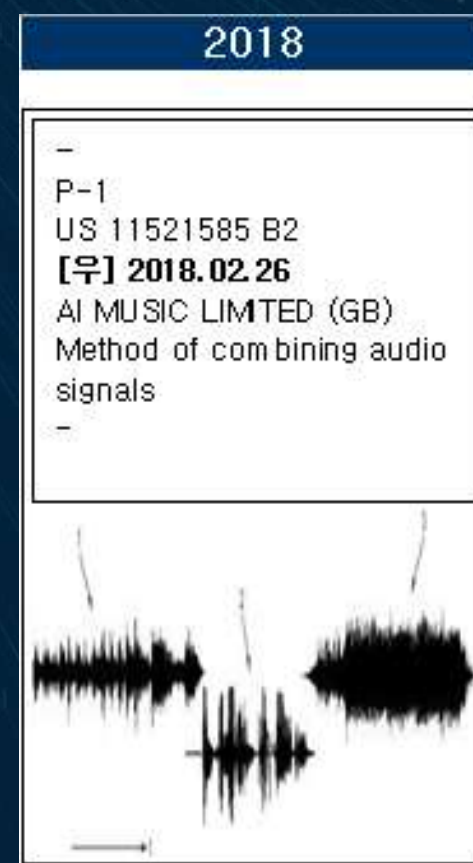 2018
-
P-1
US 11521585 B2
[우] 2018.02.26
AI MUSIC LIMITED (GB)
Method of combining audio
signals
-